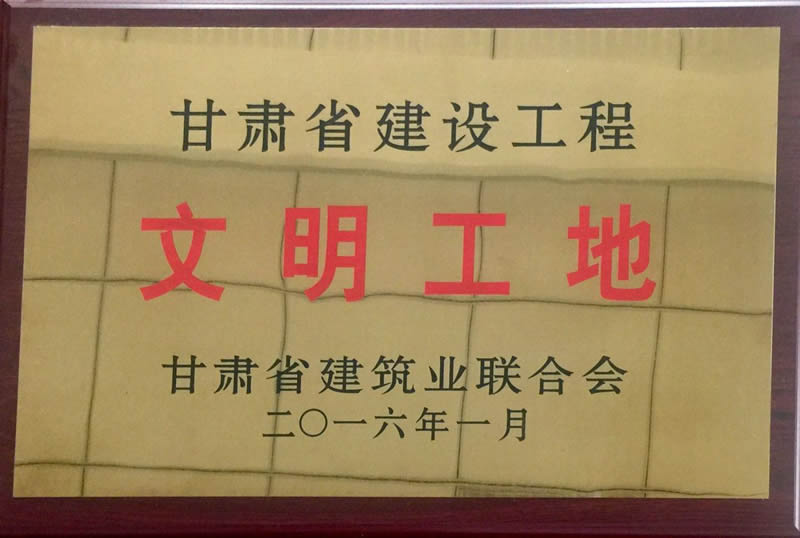 甘肃省建设工程
文明工地
甘肃省建筑业联合会
二〇一六年一月